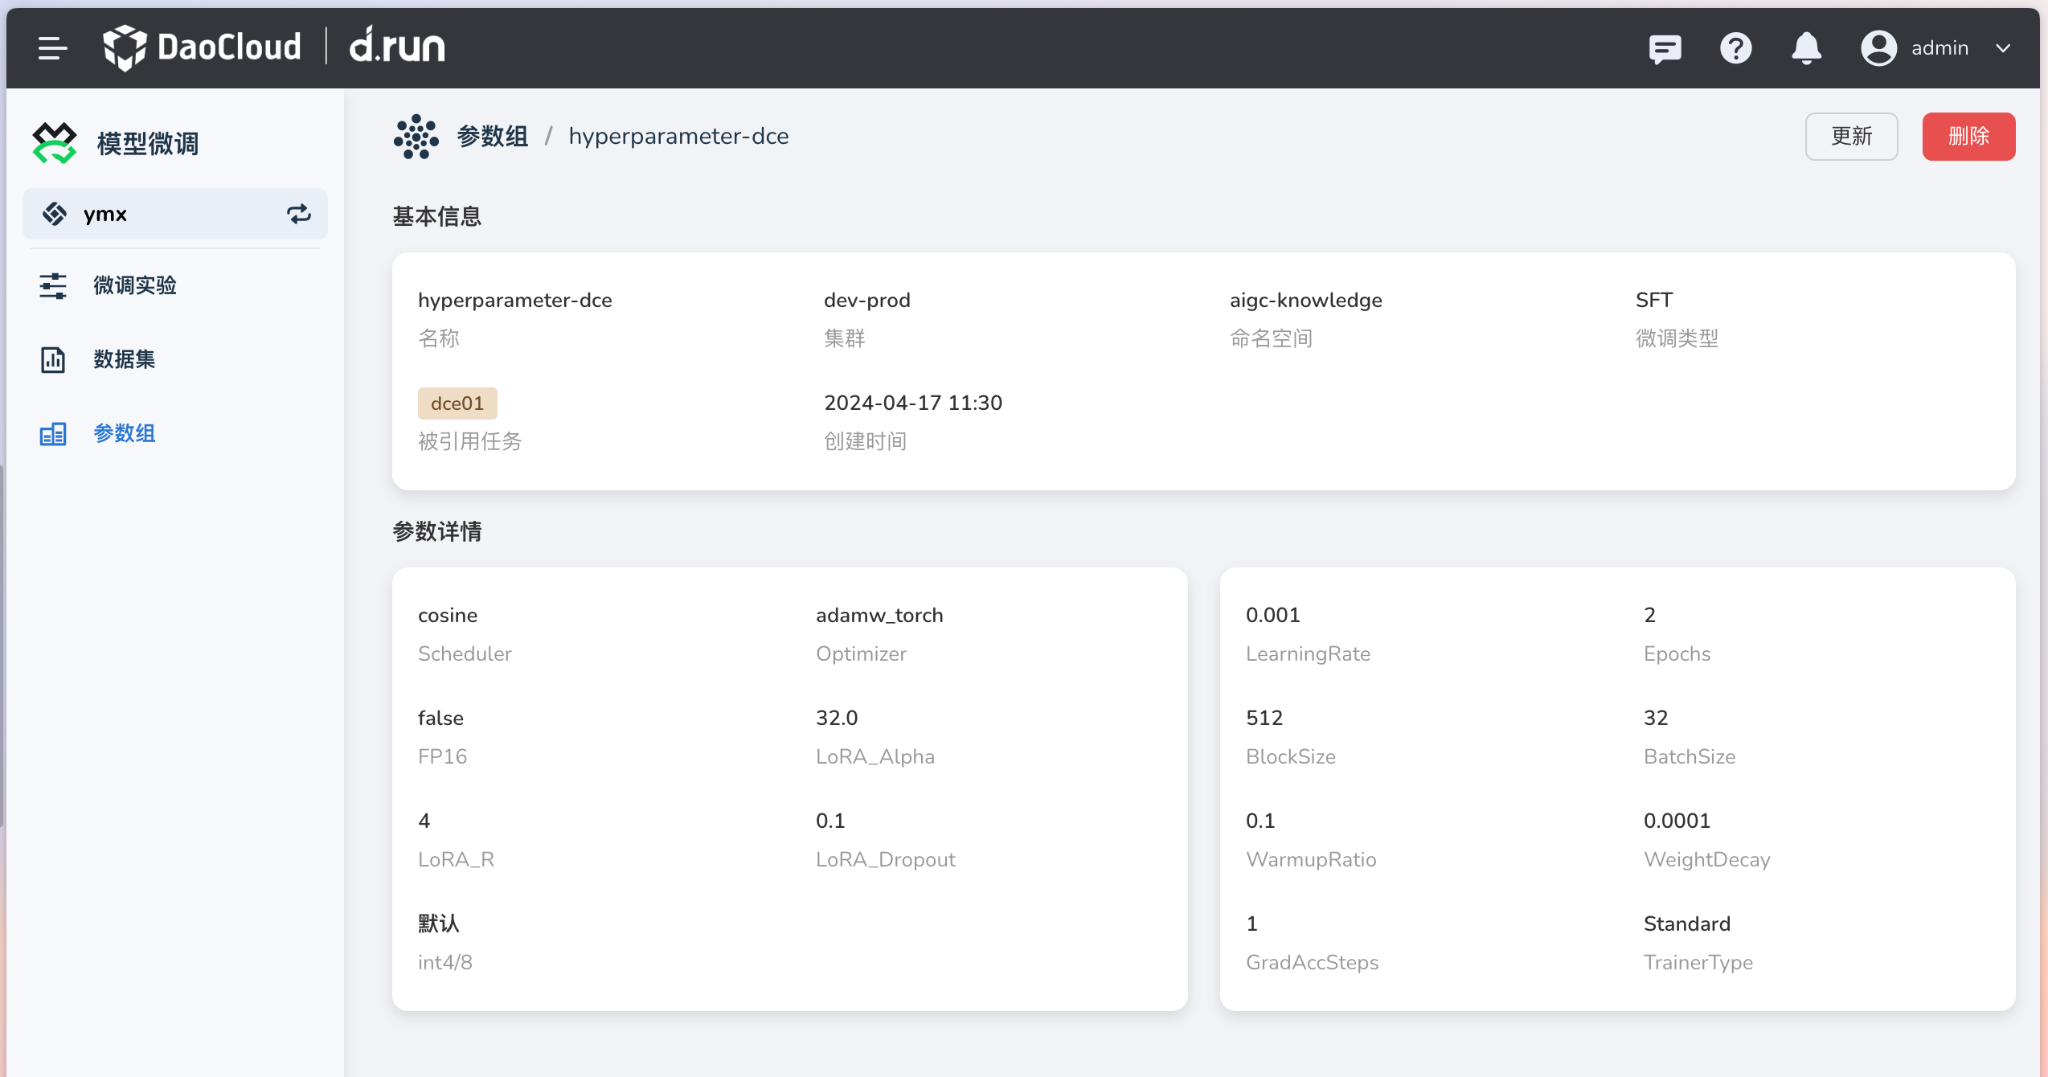 DaoCloud | d.run
admin
模型微调
ymx
微调实验
数据集
参数组
参数组 / hyperparameter-dce
更新
删除
基本信息
hyperparameter-dce
名称
dev-prod
集群
aigc-knowledge
命名空间
SFT
微调类型
dce01
被引用任务
2024-04-17 11:30
创建时间
参数详情
cosine
Scheduler
adamw_torch
Optimizer
false
FP16
32.0
LoRA_Alpha
4
LoRA_R
0.1
LoRA_Dropout
默认
int4/8
0.001
LearningRate
2
Epochs
512
BlockSize
32
BatchSize
0.1
WarmupRatio
0.0001
WeightDecay
1
GradAccSteps
Standard
TrainerType